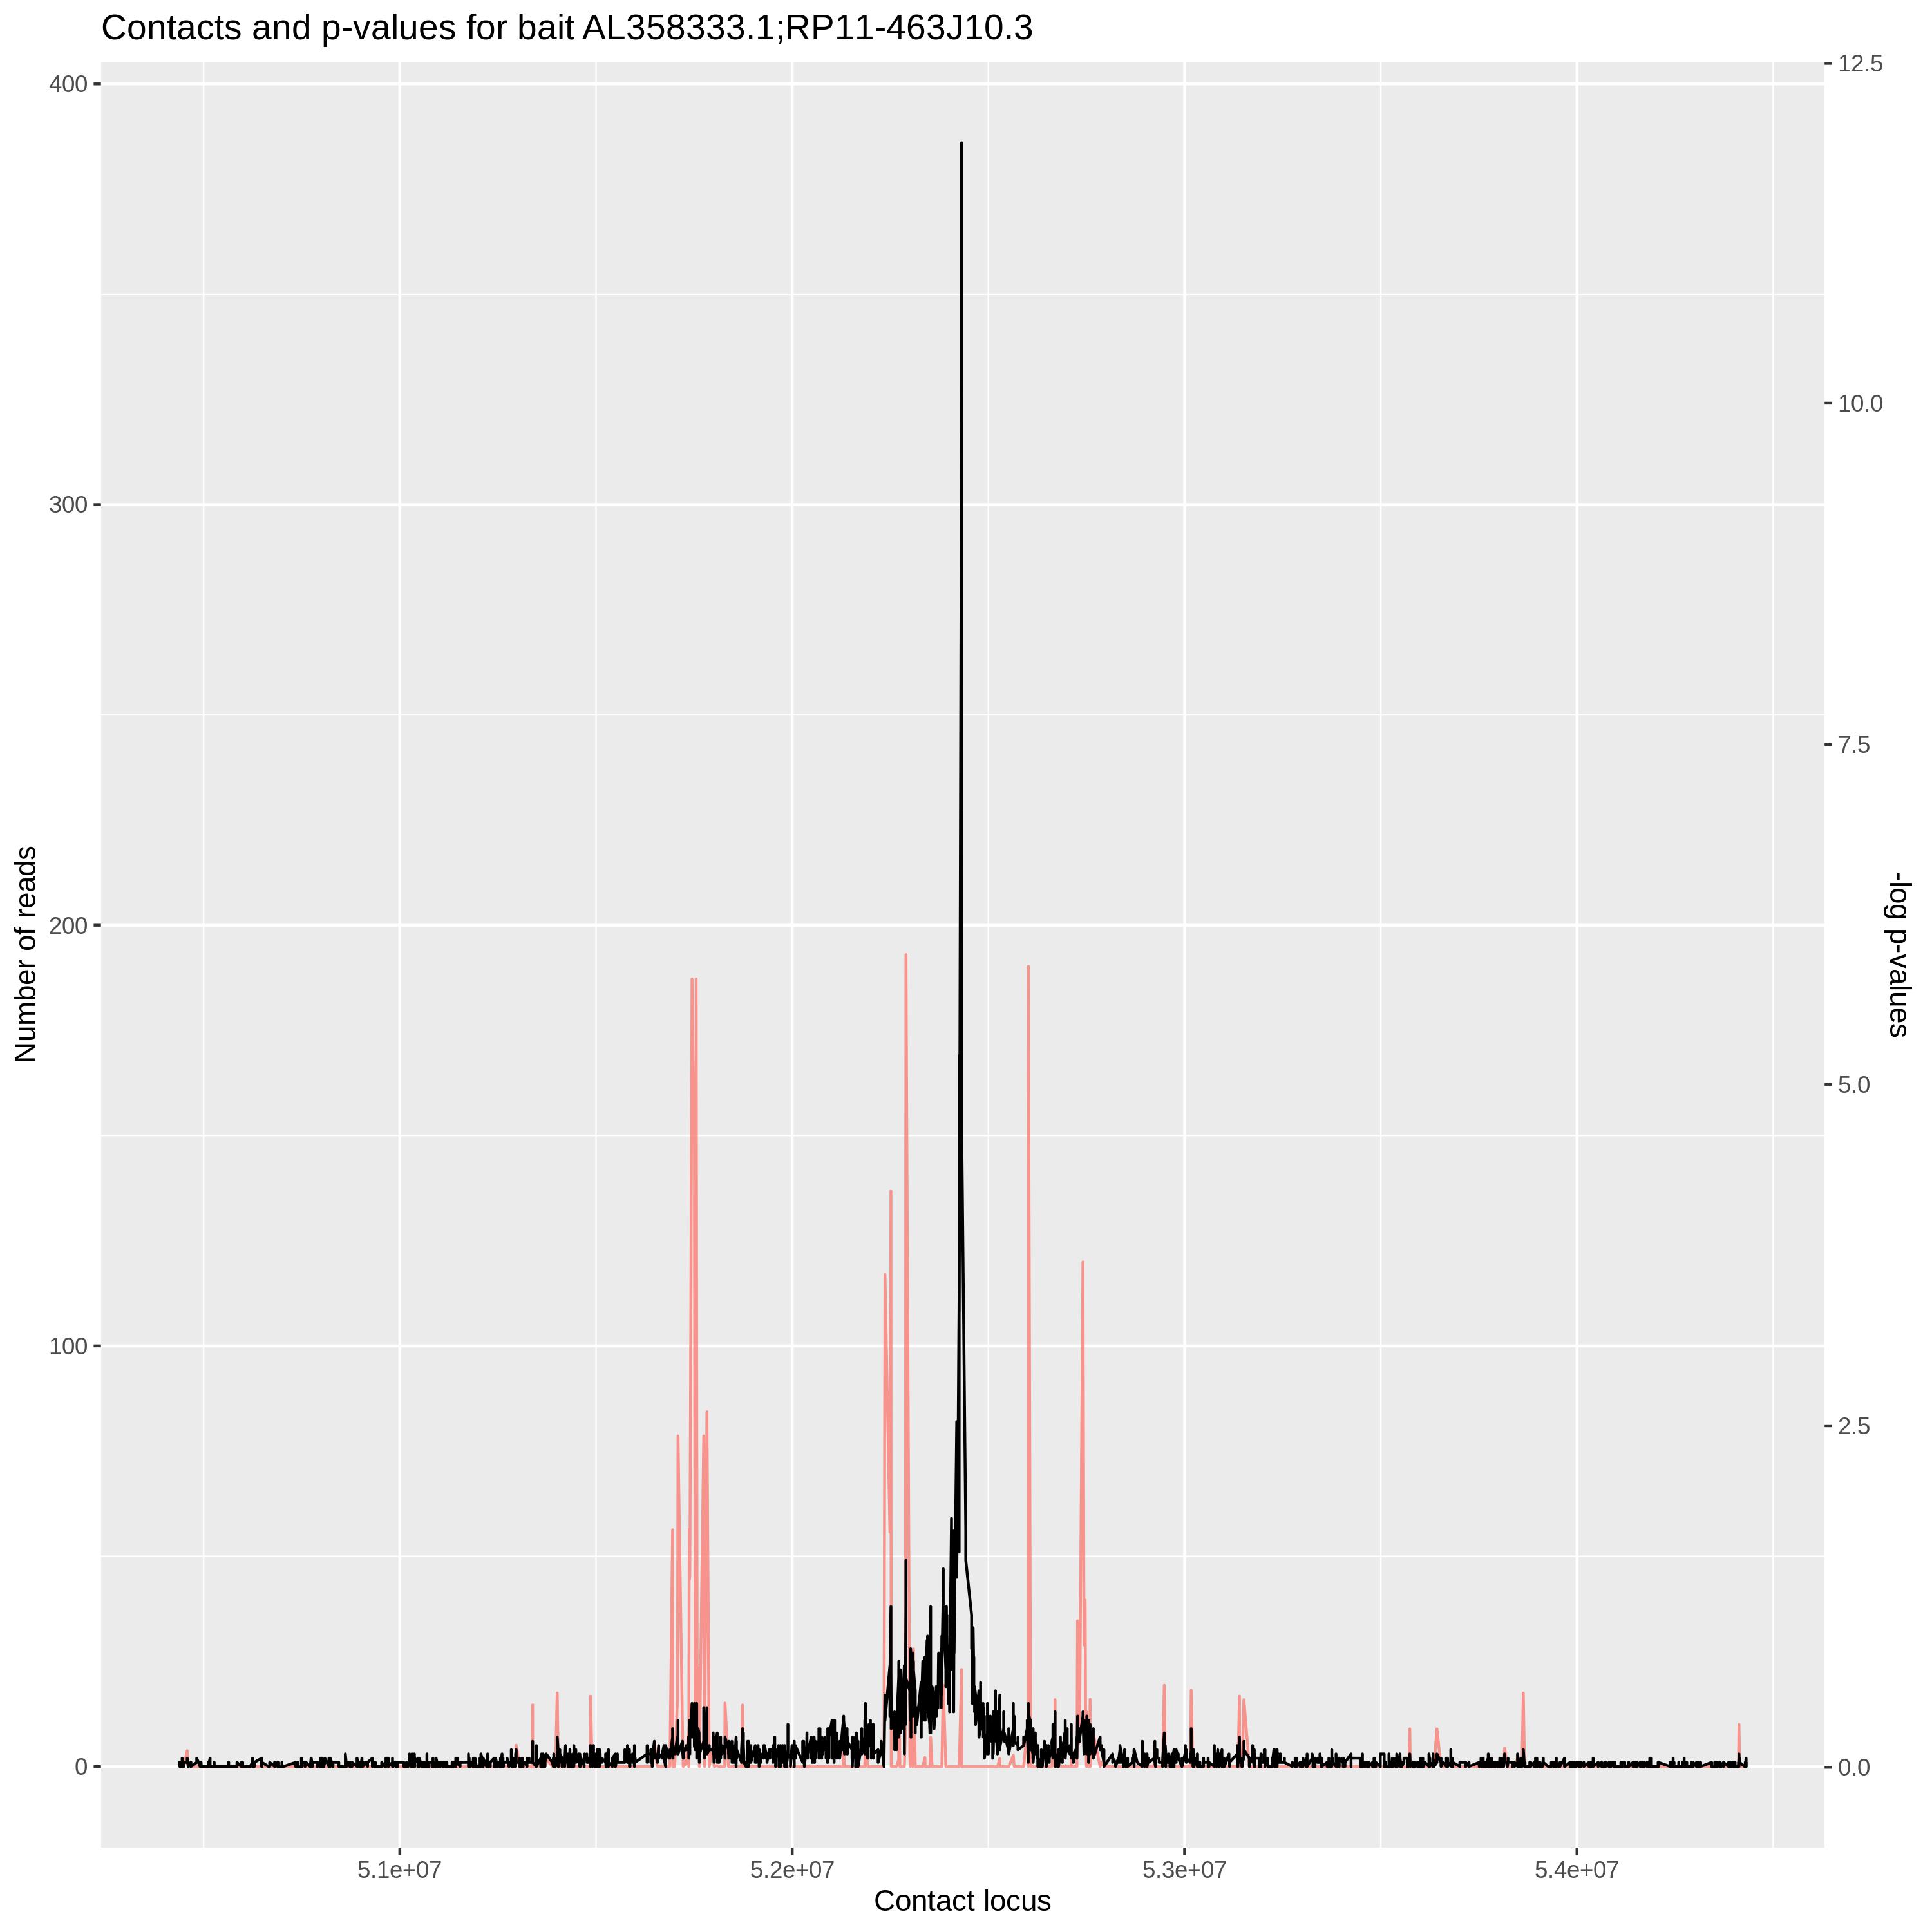 Contacts and p-values for bait AL358333.1;RP11-463J10.3
400
300
200
100
0
Number of reads
12.5
10.0
7.5
5.0
2.5
0.0
-log p-values
5.1e+07
5.2e+07
5.3e+07
5.4e+07
Contact locus